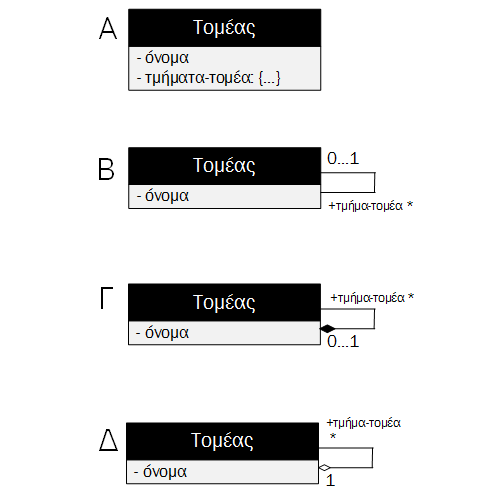 Α
Τομέας
- όνομα
- τμήματα-τομέα: {...}
Β
Τομέας
0...1
- όνομα
+τμήμα-τομέα *
Γ
Τομέας
+τμήμα-τομέα *
- όνομα
0...1
Δ
Τομέας
+τμήμα-τομέα
*
- όνομα
1